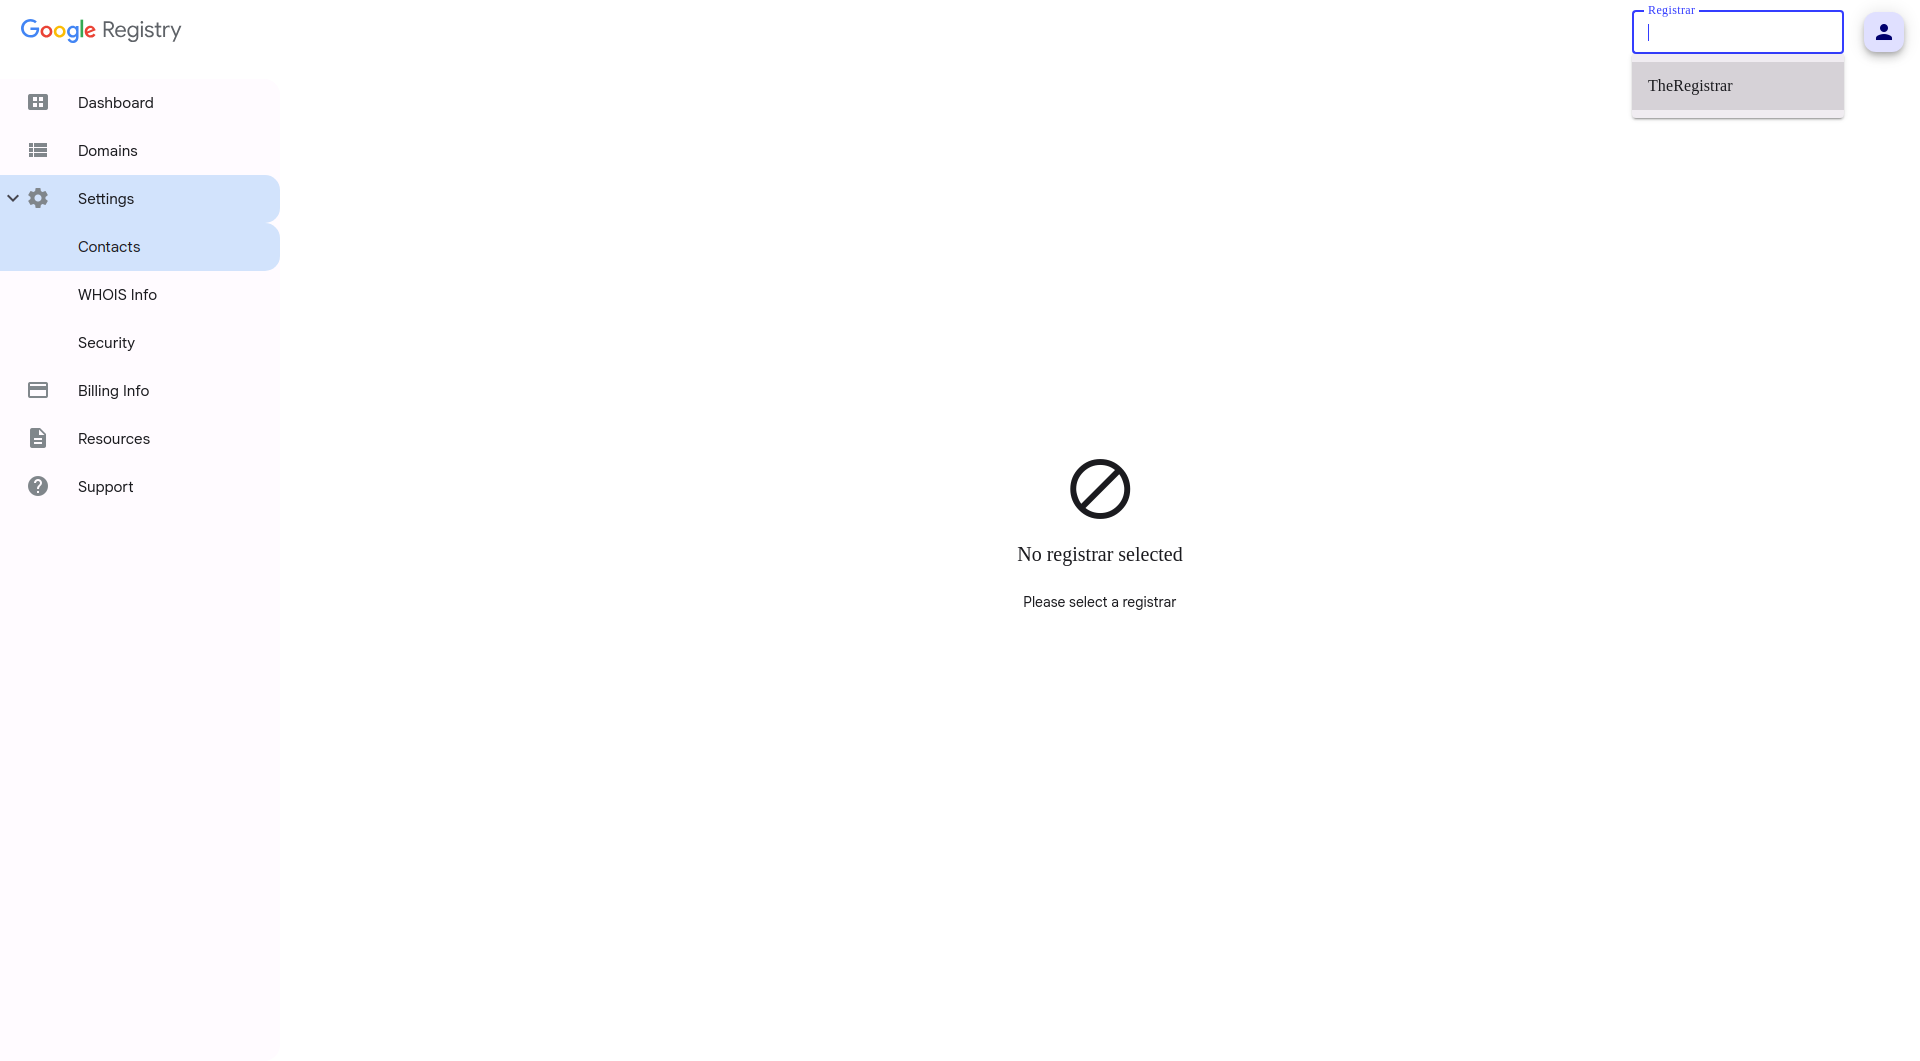 Google Registry
Registrar
TheRegistrar
Dashboard
Domains
Settings
Contacts
WHOIS Info
Security
Billing Info
Resources
Support
No registrar selected
Please select a registrar